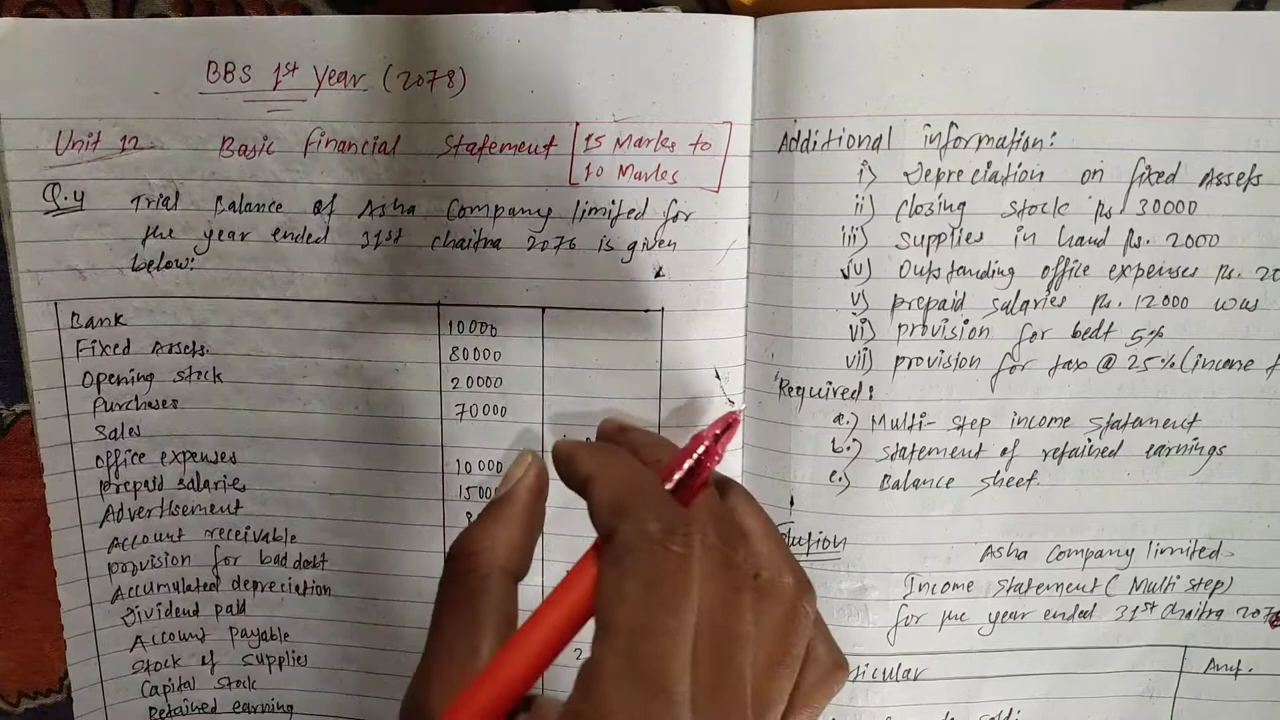 BBS 1st Year (2078)
Unit 12. Basic financial Statement [15 Marks to 10 Marks]
Q.4 Trial Balance of Asha Company limited for
the year ended 31st Chaitra 2076 is given
below:
Bank 10000
Fixed Assets. 80000
Opening stock 20000
Purchases 70000
Sales
Office expenses 10000
prepaid salaries 1500
Advertisement
Account receivable
provision for bad debt
Accumulated depreciation
Dividend paid
Account payable
Stock of supplies 2
Capital stock
Retained earning
Additional information:
i) Depreciation on fixed Assets
ii) Closing stock Rs. 30000
iii) supplies in hand Rs. 2000
iv) Outstanding office expenses Rs. 20
v) prepaid salaries Rs. 12000 was
vi) provision for bedt 5%
vii) provision for tax @ 25% (income
Required:
a.) Multi-step income statement
b.) Statement of retained earnings
c.) Balance sheet.
lution
Asha Company limited
Income Statement (Multi step)
for the year ended 31st Chaitra 207
ticular Amt.